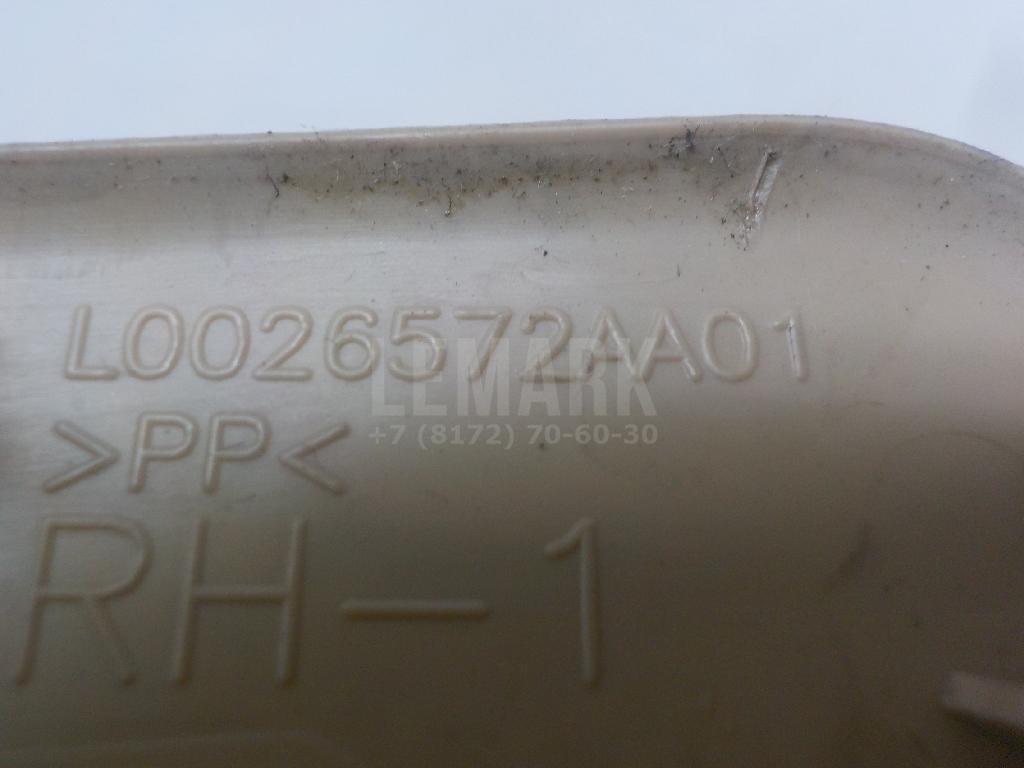 L0026572AA01
LEMARK
>PP<
+7 (8172) 70-60-30
RH-1